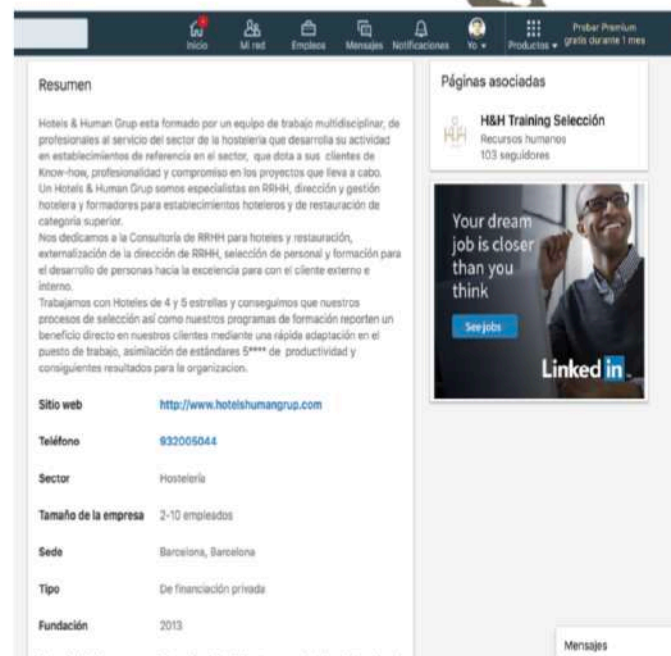 Inicio
Mi red
Empleos
Mensajes
Notificaciones
Yo
Productos
Probar Premium
gratis durante 1 mes
Resumen
Hotels & Human Grup esta formado por un equipo de trabajo multidisciplinar, de
profesionales al servicio del sector de la hostelería que desarrolla su actividad
en establecimientos de referencia en el sector, que dota a sus clientes de
Know-how, profesionalidad y compromiso en los proyectos que lleva a cabo.
Un Hotels & Human Grup somos especialistas en RRHH, dirección y gestión
hotelera y formadores para establecimientos hoteleros y de restauración de
categoría superior.
Nos dedicamos a la Consultoría de RRHH para hoteles y restauración,
externalización de la dirección de RRHH, selección de personal y formación para
el desarrollo de personas hacia la excelencia para con el cliente externo e
interno.
Trabajamos con Hoteles de 4 y 5 estrellas y conseguimos que nuestros
procesos de selección así como nuestros programas de formación reporten un
beneficio directo en nuestros clientes mediante una rápida adaptación en el
puesto de trabajo, asimilación de estándares 5**** de productividad y
consiguientes resultados para la organizacion.
Sitio web http://www.hotelshumangrup.com
Teléfono 932005044
Sector Hostelería
Tamaño de la empresa 2-10 empleados
Sede Barcelona, Barcelona
Tipo De financiación privada
Fundación 2013
Páginas asociadas
H&H Training Selección
Recursos humanos
103 seguidores
Your dream
job is closer
than you
think
See jobs
Linked in
Mensajes